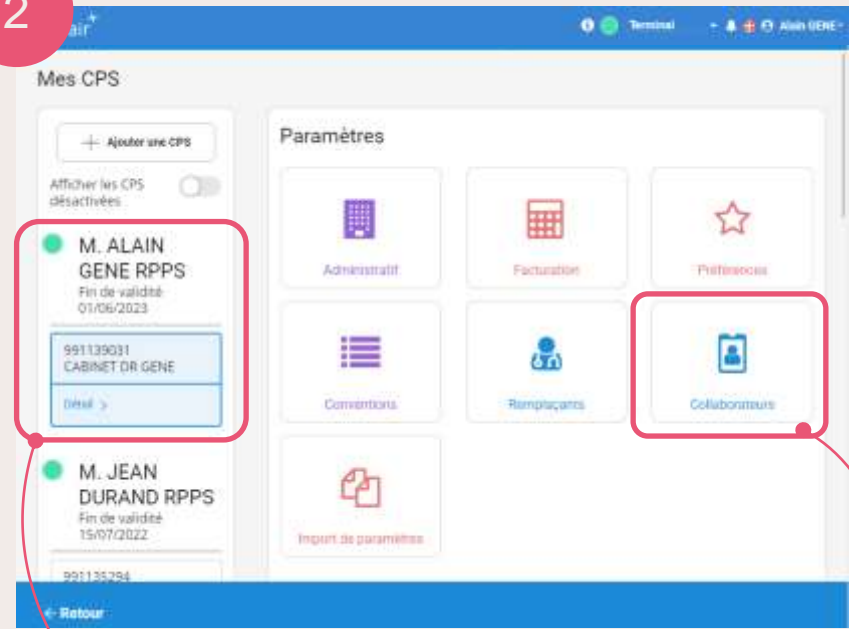 2
air+
Terminal
Alain GENE
Mes CPS
+ Ajouter une CPS
Afficher les CPS
désactivées
M. ALAIN
GENE RPPS
Fin de validité
01/06/2023
991139031
CABINET DR GENE
Détail >
M. JEAN
DURAND RPPS
Fin de validité
15/07/2022
991135294
Paramètres
Administratif
Facturation
Préférences
Conventions
Remplaçants
Collaborateurs
Import de paramètres
← Retour